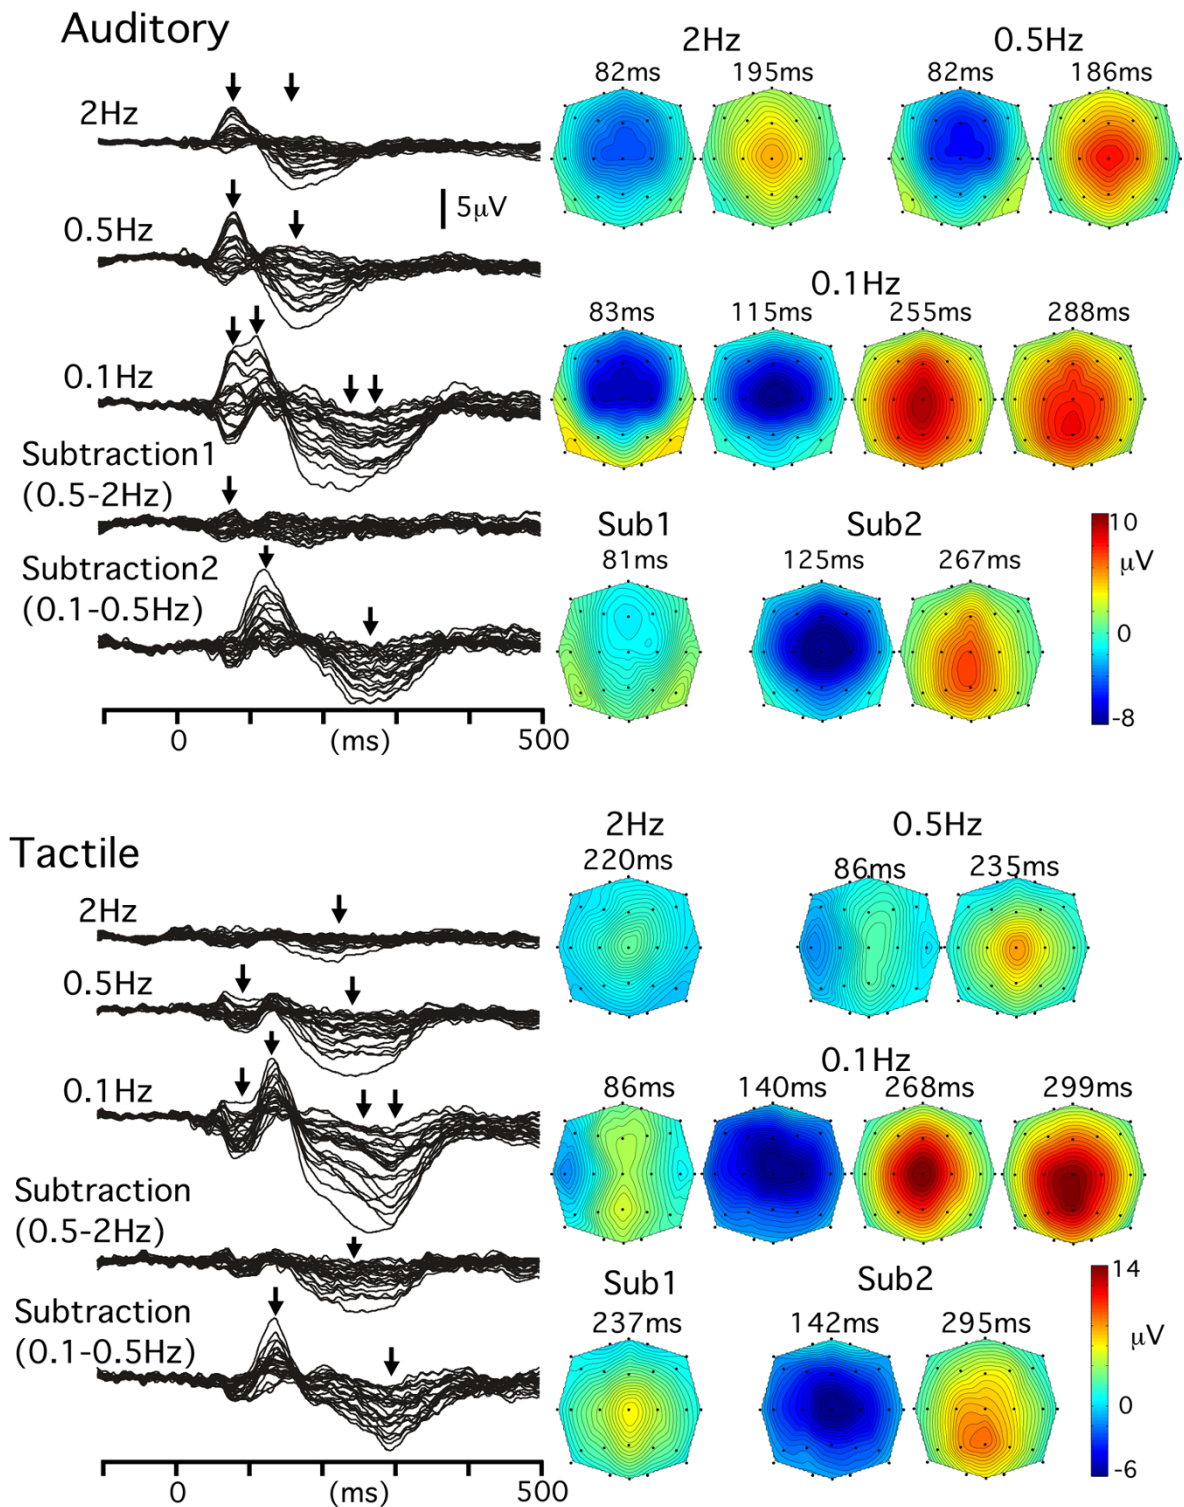 Auditory
2Hz
0.5Hz
82ms
195ms
82ms
186ms
2Hz
5μV
0.5Hz
0.1Hz
83ms
115ms
255ms
288ms
0.1Hz
Subtraction1
(0.5-2Hz)
Sub1
Sub2
81ms
125ms
267ms
10
μV
0
-8
Subtraction2
(0.1-0.5Hz)
0
(ms)
500
Tactile
2Hz
0.5Hz
220ms
86ms
235ms
2Hz
0.5Hz
0.1Hz
86ms
140ms
268ms
299ms
0.1Hz
Subtraction
(0.5-2Hz)
Sub1
Sub2
237ms
142ms
295ms
14
μV
0
-6
Subtraction
(0.1-0.5Hz)
0
(ms)
500